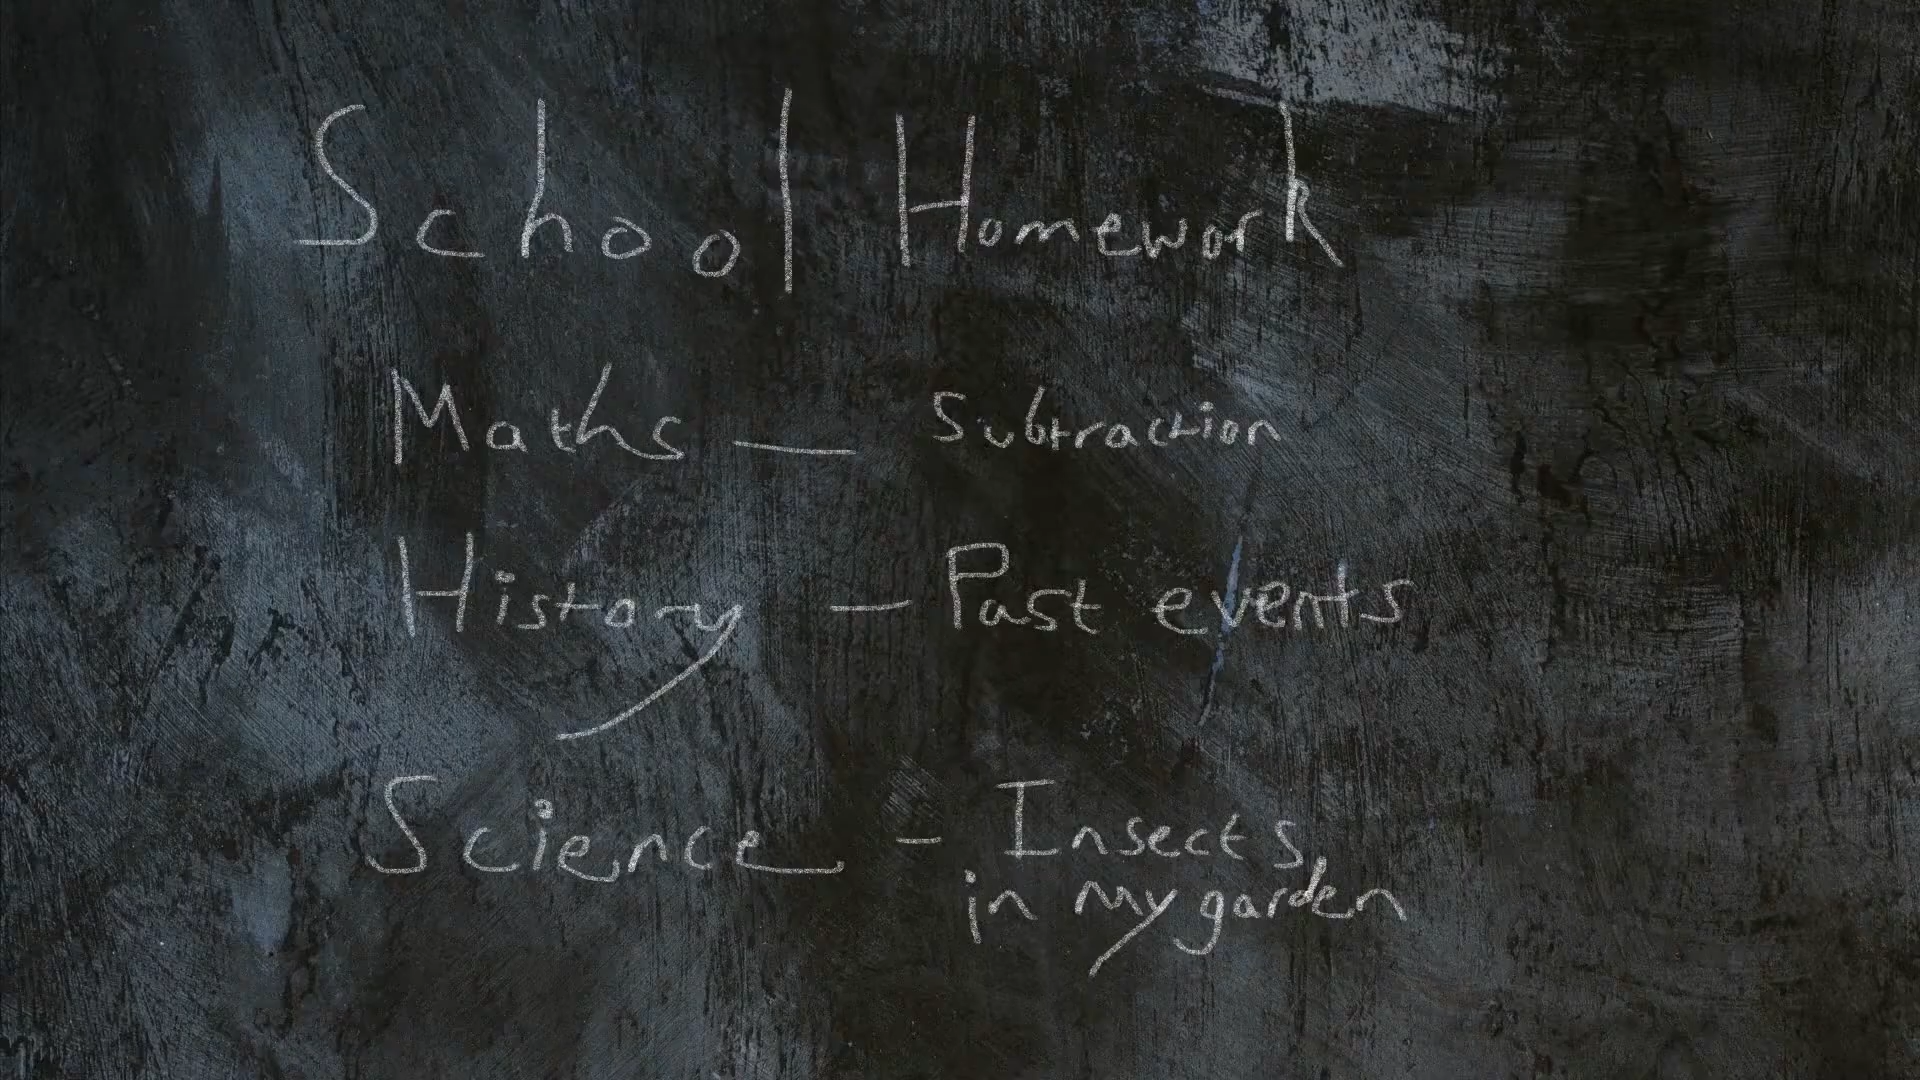 School Homework
Maths — Subtraction
History — Past events
Science - Insects,
in my garden